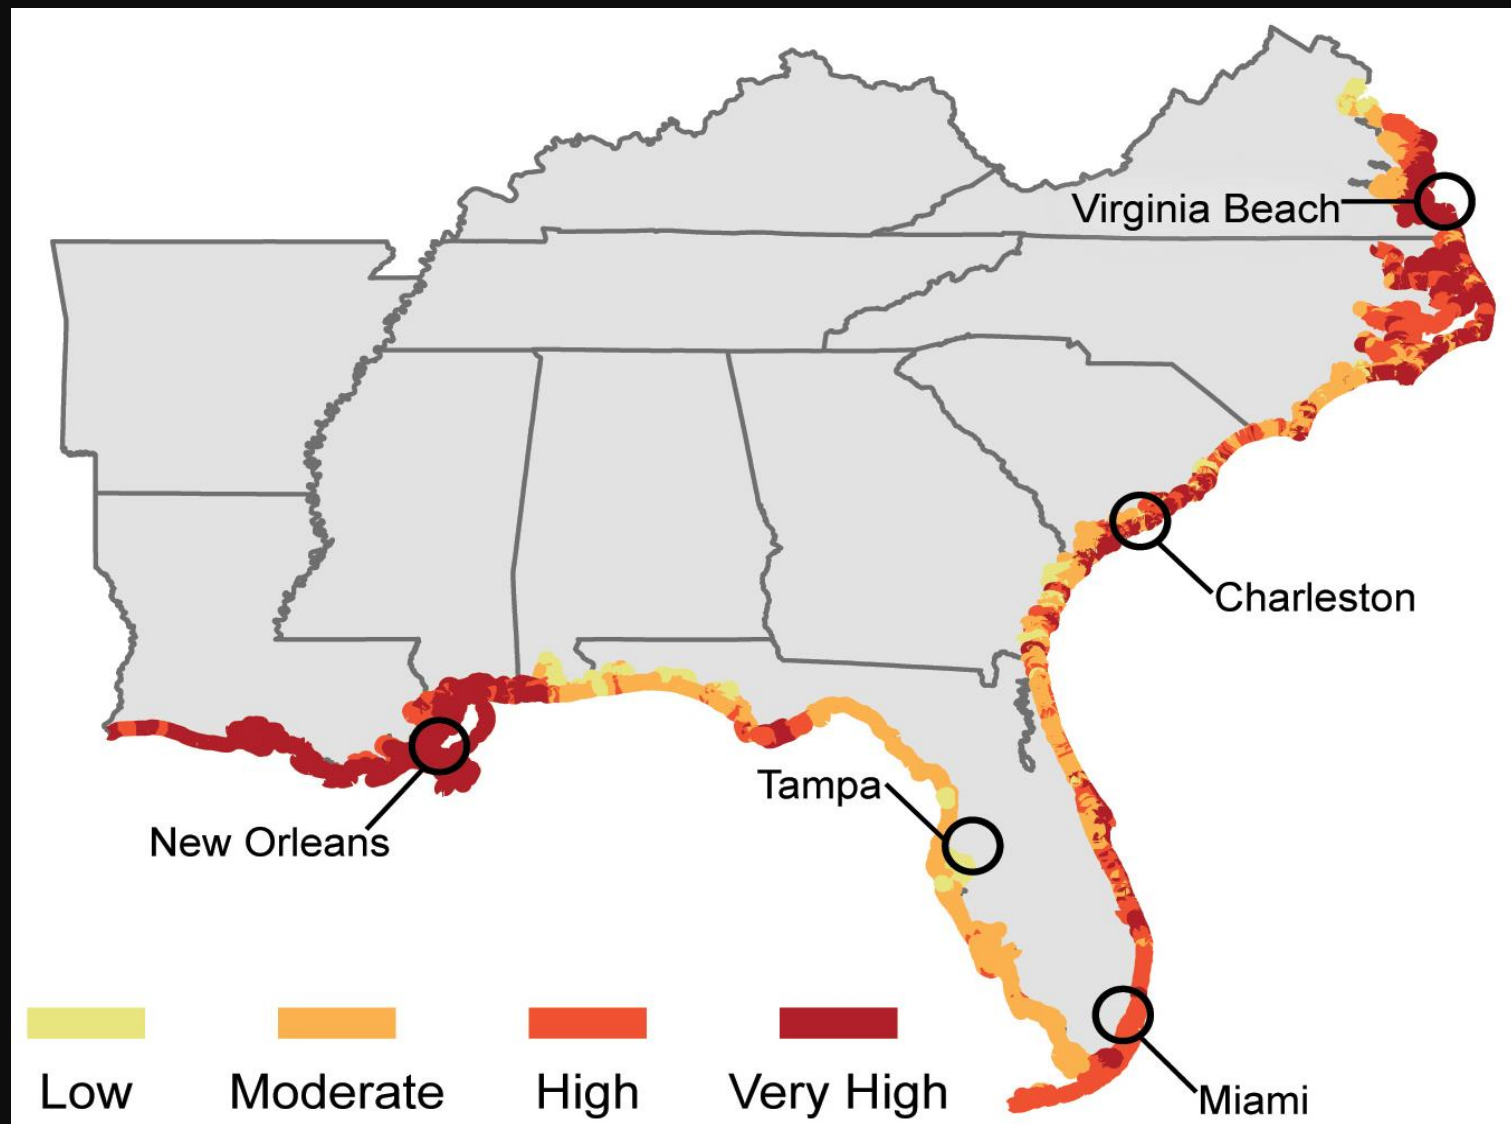 Virginia Beach
Charleston
Tampa
New Orleans
Miami
Low
Moderate
High
Very High